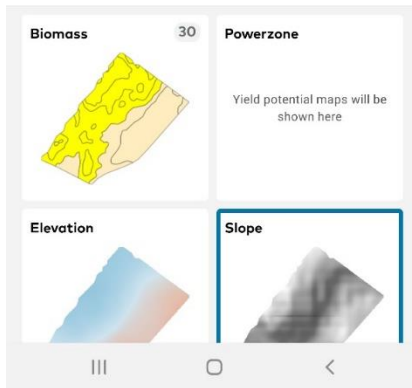 Biomass 30
Powerzone
Yield potential maps will be
shown here
Elevation
Slope